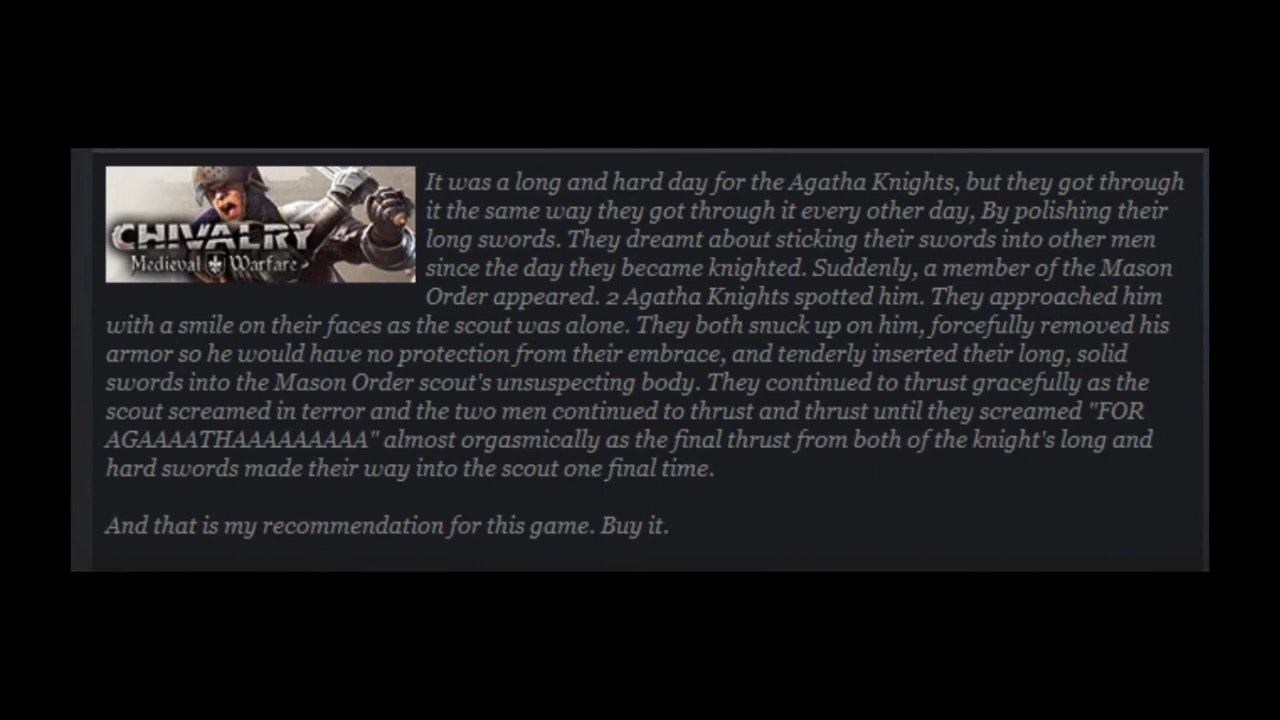 CHIVALRY
Medieval Warfare
It was a long and hard day for the Agatha Knights, but they got through
it the same way they got through it every other day, By polishing their
long swords. They dreamt about sticking their swords into other men
since the day they became knighted. Suddenly, a member of the Mason
Order appeared. 2 Agatha Knights spotted him. They approached him
with a smile on their faces as the scout was alone. They both snuck up on him, forcefully removed his
armor so he would have no protection from their embrace, and tenderly inserted their long, solid
swords into the Mason Order scout's unsuspecting body. They continued to thrust gracefully as the
scout screamed in terror and the two men continued to thrust and thrust until they screamed "FOR
AGAAAATHAAAAAAAAA" almost orgasmically as the final thrust from both of the knight's long and
hard swords made their way into the scout one final time.
And that is my recommendation for this game. Buy it.